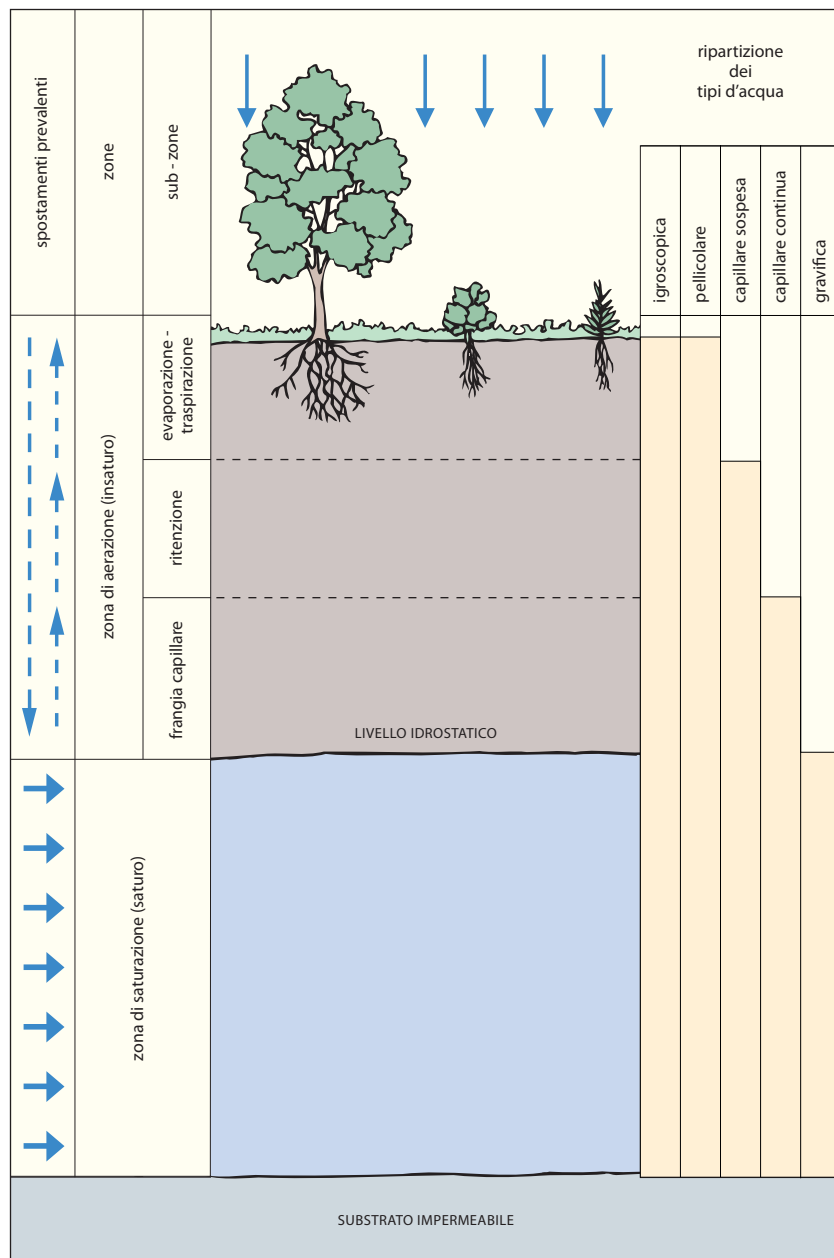 spostamenti prevalenti
zone
sub - zone
ripartizione
dei
tipi d'acqua
igroscopica
pellicolare
capillare sospesa
capillare continua
gravifica
zona di aerazione (insaturo)
evaporazione -
traspirazione
ritenzione
frangia capillare
LIVELLO IDROSTATICO
zona di saturazione (saturo)
SUBSTRATO IMPERMEABILE